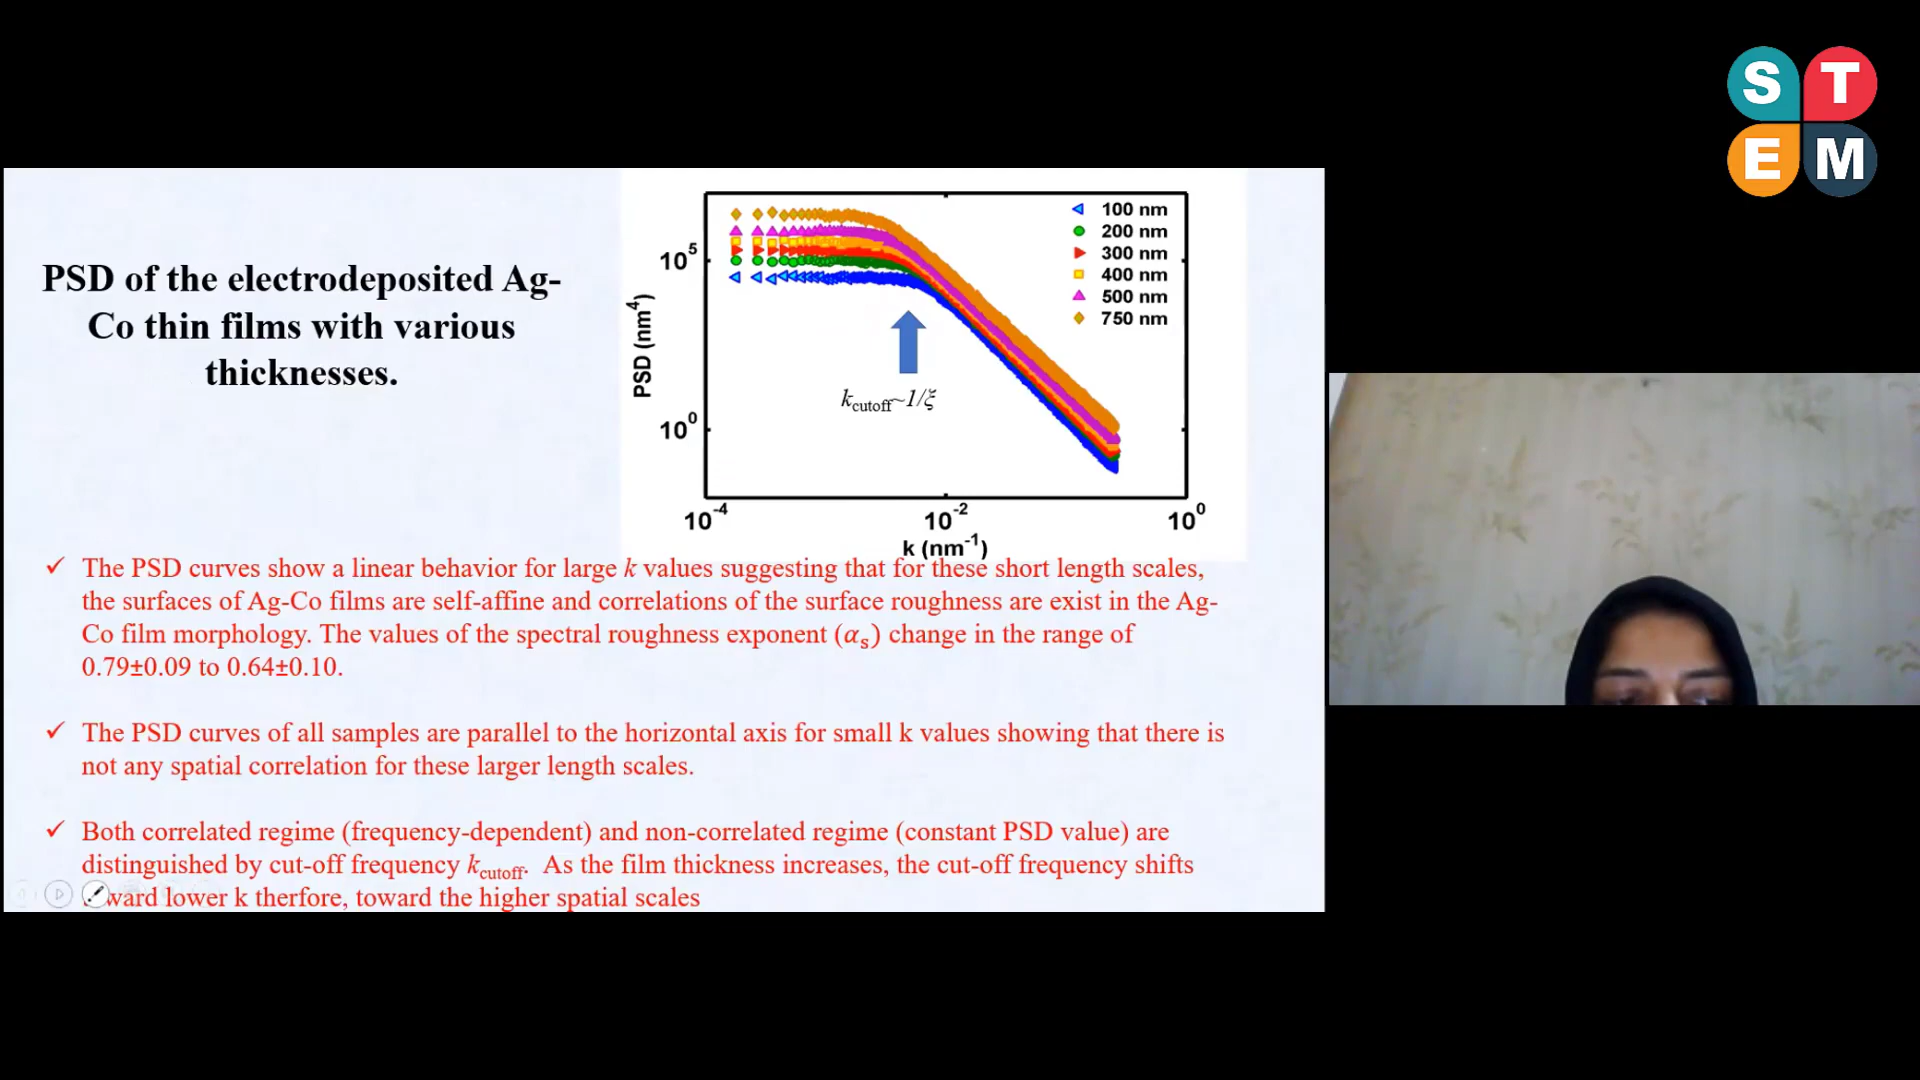 S T
E M
PSD of the electrodeposited Ag-
Co thin films with various
thicknesses.
100 nm
200 nm
300 nm
400 nm
500 nm
750 nm
10^5
10^0
PSD (nm^4)
k_cutoff~1/ξ
10^-4 10^-2 10^0
k (nm^-1)
✓ The PSD curves show a linear behavior for large k values suggesting that for these short length scales,
the surfaces of Ag-Co films are self-affine and correlations of the surface roughness are exist in the Ag-
Co film morphology. The values of the spectral roughness exponent (α_s) change in the range of
0.79±0.09 to 0.64±0.10.
✓ The PSD curves of all samples are parallel to the horizontal axis for small k values showing that there is
not any spatial correlation for these larger length scales.
✓ Both correlated regime (frequency-dependent) and non-correlated regime (constant PSD value) are
distinguished by cut-off frequency k_cutoff. As the film thickness increases, the cut-off frequency shifts
lower k therfore, toward the higher spatial scales